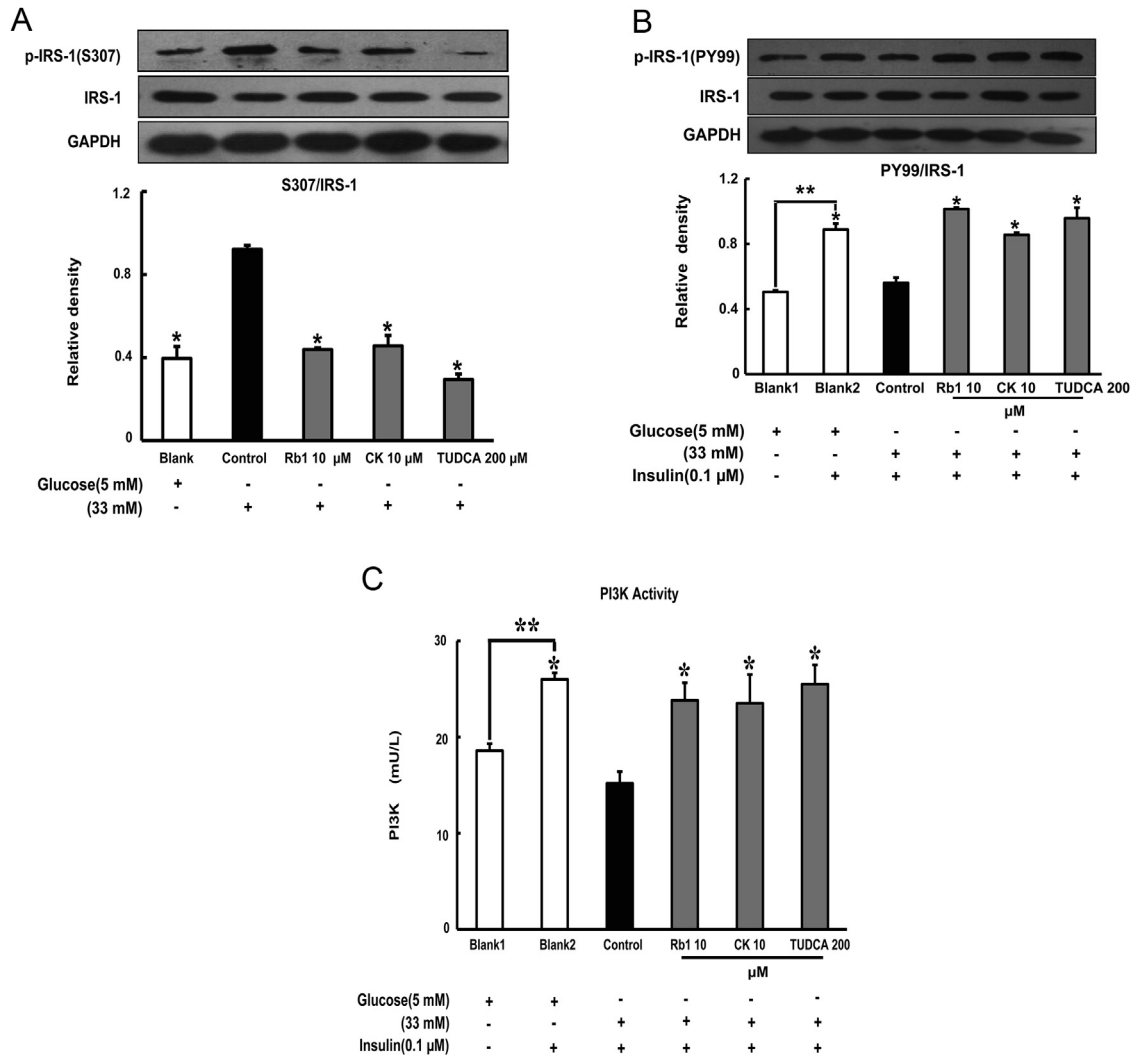 A
p-IRS-1(S307)
IRS-1
GAPDH
S307/IRS-1
Relative density
1.2
0.8
0.4
0
*
*
*
*
Blank Control Rb1 10 μM CK 10 μM TUDCA 200 μM
Glucose(5 mM) + - - - -
(33 mM) - + + + +
B
p-IRS-1(PY99)
IRS-1
GAPDH
PY99/IRS-1
Relative density
1.2
0.8
0.4
0
**
*
*
*
*
Blank1 Blank2 Control Rb1 10 CK 10 TUDCA 200
μM
Glucose(5 mM) + + - - - -
(33 mM) - - + + + +
Insulin(0.1 μM) - + + + + +
C
PI3K Activity
PI3K (mU/L)
30
20
10
0
**
*
*
*
*
Blank1 Blank2 Control Rb1 10 CK 10 TUDCA 200
μM
Glucose(5 mM) + + - - - -
(33 mM) - - + + + +
Insulin(0.1 μM) - + + + + +